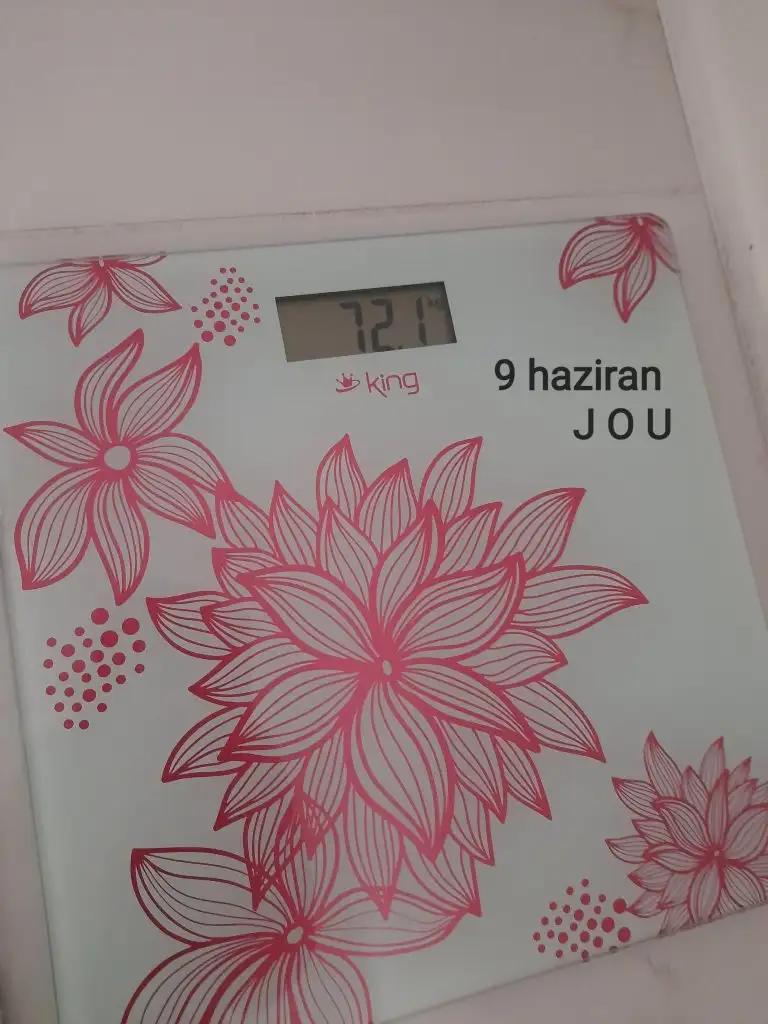 72.1
king
9 haziran
J O U